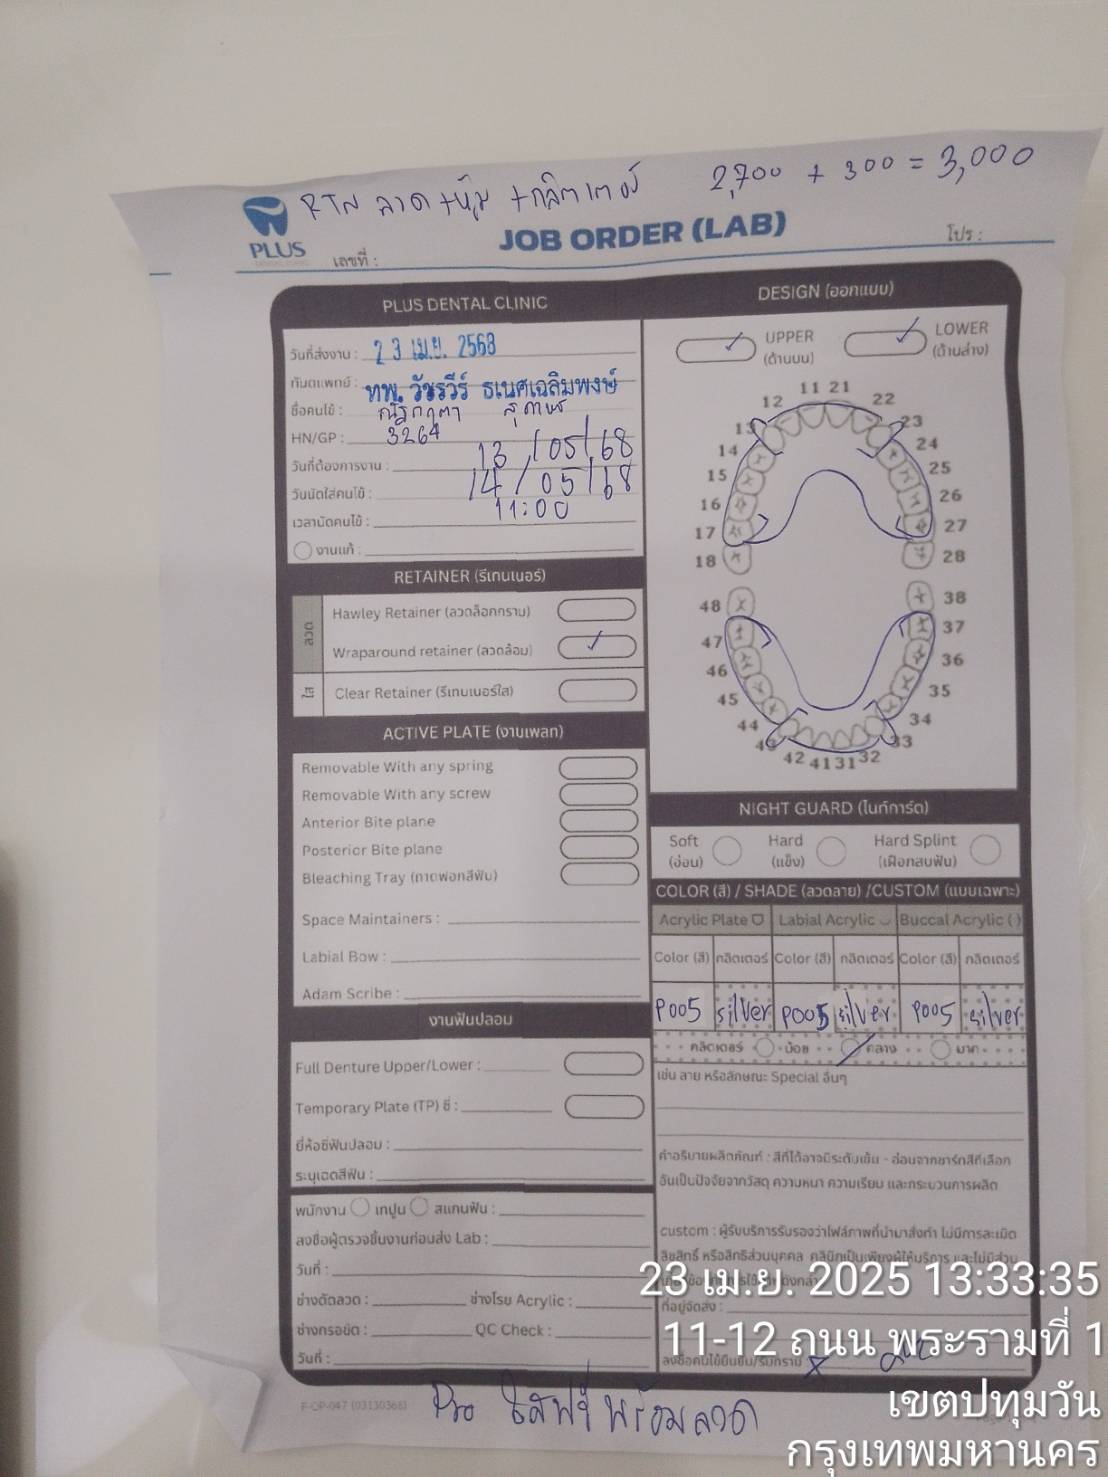 RTN ลวด +หุ้ม +กลิตเตอร์ 2,700 + 300 = 3,000
PLUS
DENTAL CLINIC
JOB ORDER (LAB)
เลขที่ :
โปร :
PLUS DENTAL CLINIC
วันที่ส่งงาน : 23 เม.ย. 2568
ทันตแพทย์ : ทพ. วัชรวีร์ ธเนศเฉลิมพงษ์
ชื่อคนไข้ :
HN/GP : 3264
วันที่ต้องการงาน : 13/05/68
วันนัดใส่คนไข้ : 14/05/68
เวลานัดคนไข้ : 11:00
งานแก้ :
RETAINER (รีเทนเนอร์)
ลวด
Hawley Retainer (ลวดล็อกกราม)
Wraparound retainer (ลวดล้อม)
ใส
Clear Retainer (รีเทนเนอร์ใส)
ACTIVE PLATE (งานเพลท)
Removable With any spring
Removable With any screw
Anterior Bite plane
Posterior Bite plane
Bleaching Tray (ถาดฟอกสีฟัน)
Space Maintainers :
Labial Bow :
Adam Scribe :
งานฟันปลอม
Full Denture Upper/Lower :
Temporary Plate (TP) ซี่ :
ยี่ห้อซี่ฟันปลอม :
ระบุเฉดสีฟัน :
พนักงาน เทปูน สแกนฟัน :
ลงชื่อผู้ตรวจชิ้นงานก่อนส่ง Lab :
วันที่ :
ช่างดัดลวด : ช่างโรย Acrylic :
ช่างกรอขัด : QC Check :
วันที่ :
DESIGN (ออกแบบ)
UPPER
(ด้านบน)
LOWER
(ด้านล่าง)
11 21
12 22
13 23
14 24
15 25
16 26
17 27
18 28
48 38
47 37
46 36
45 35
44 34
43 33
42 41 31 32
NIGHT GUARD (ไนท์การ์ด)
Soft Hard Hard Splint
(อ่อน) (แข็ง) (เฝือกสบฟัน)
COLOR (สี) / SHADE (ลวดลาย) /CUSTOM (แบบเฉพาะ)
Acrylic Plate Labial Acrylic Buccal Acrylic ( )
Color (สี) กลิตเตอร์ Color (สี) กลิตเตอร์ Color (สี) กลิตเตอร์
P005 silver P005 silver P005 silver
กลิตเตอร์ น้อย กลาง มาก
เช่น ลาย หรือลักษณะ Special อื่นๆ
คำอธิบายผลิตภัณฑ์ : สีที่ได้อาจมีระดับเข้ม - อ่อนจากชาร์ทสีที่เลือก
อันเป็นปัจจัยจากวัสดุ ความหนา ความเรียบ และกระบวนการผลิต
custom : ผู้รับบริการรับรองว่าไฟล์ภาพที่นำมาสั่งทำ ไม่มีการละเมิด
ลิขสิทธิ์ หรือสิทธิส่วนบุคคล คลินิกเป็นเพียงผู้ให้บริการ และไม่มีส่วน
ที่อยู่จัดส่ง :
ลงชื่อคนไข้ยืนยัน/รับทราบ x
F-OP-047 (03130368)
Pro ใสฟรี พร้อมลวด
23 เม.ย. 2025 13:33:35
11-12 ถนน พระรามที่ 1
เขตปทุมวัน
กรุงเทพมหานคร